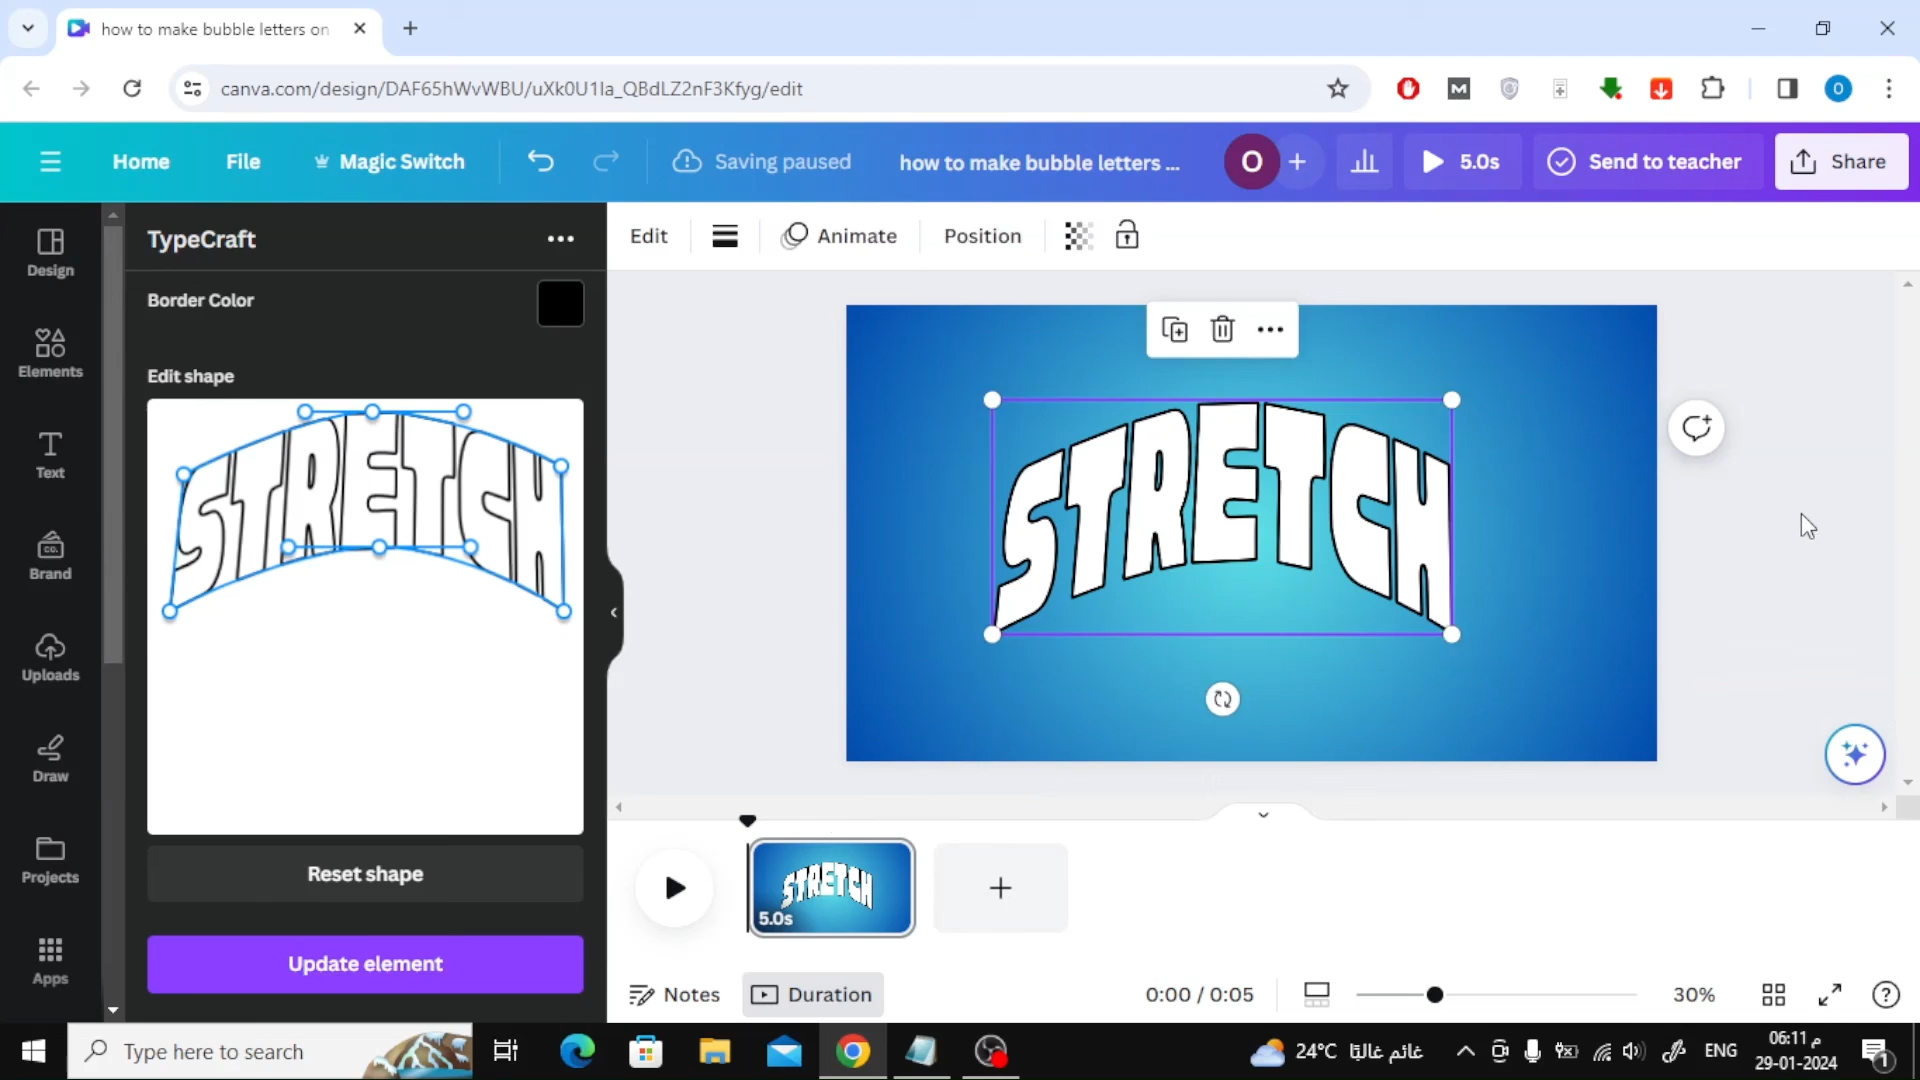 how to make bubble letters on
canva.com/design/DAF65hWvWBU/uXk0U1la_QBdLZ2nF3Kfyg/edit
O
Home
File
Magic Switch
Saving paused
how to make bubble letters ...
O
5.0s
Send to teacher
Share
Design
Elements
Text
Brand
Uploads
Draw
Projects
Apps
TypeCraft
Border Color
Edit shape
STRETCH
Reset shape
Update element
Edit
Animate
Position
STRETCH
STRETCH
5.0s
Notes
Duration
0:00 / 0:05
30%
Type here to search
24°C غائم غالبًا
ENG
06:11 م
29-01-2024
1